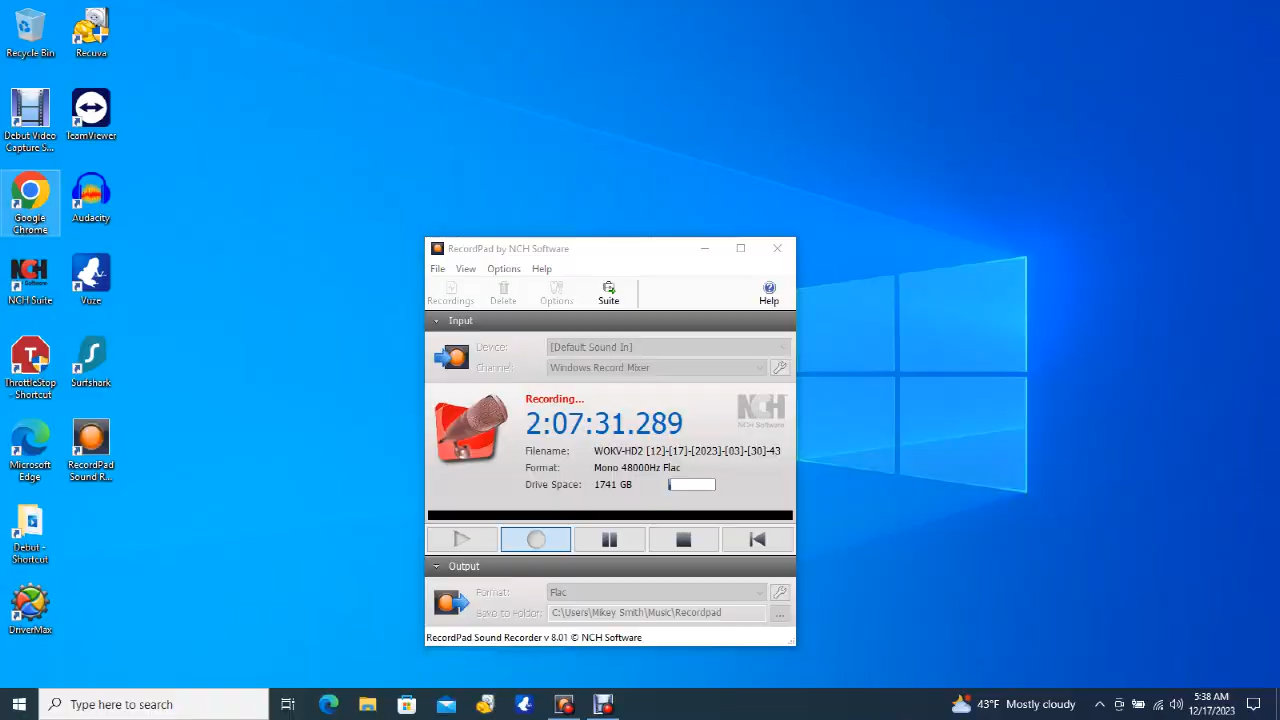 Recycle Bin
Recuva
Debut Video
Capture S...
TeamViewer
Google
Chrome
Audacity
NCH
Software
NCH Suite
Vuze
ThrottleStop
- Shortcut
Surfshark
Microsoft
Edge
RecordPad
Sound R...
Debut -
Shortcut
DriverMax
RecordPad by NCH Software
File View Options Help
Recordings Delete Options Suite Help
Input
Device: [Default Sound In]
Channel: Windows Record Mixer
Recording...
2:07:31.289
NCH
NCH Software
Filename: WOKV-HD2 [12]-[17]-[2023]-[03]-[30]-43
Format: Mono 48000Hz Flac
Drive Space: 1741 GB
Output
Format: Flac
Save to Folder: C:\Users\Mikey Smith\Music\Recordpad
...
RecordPad Sound Recorder v 8.01 © NCH Software
Type here to search
43°F Mostly cloudy
5:38 AM
12/17/2023